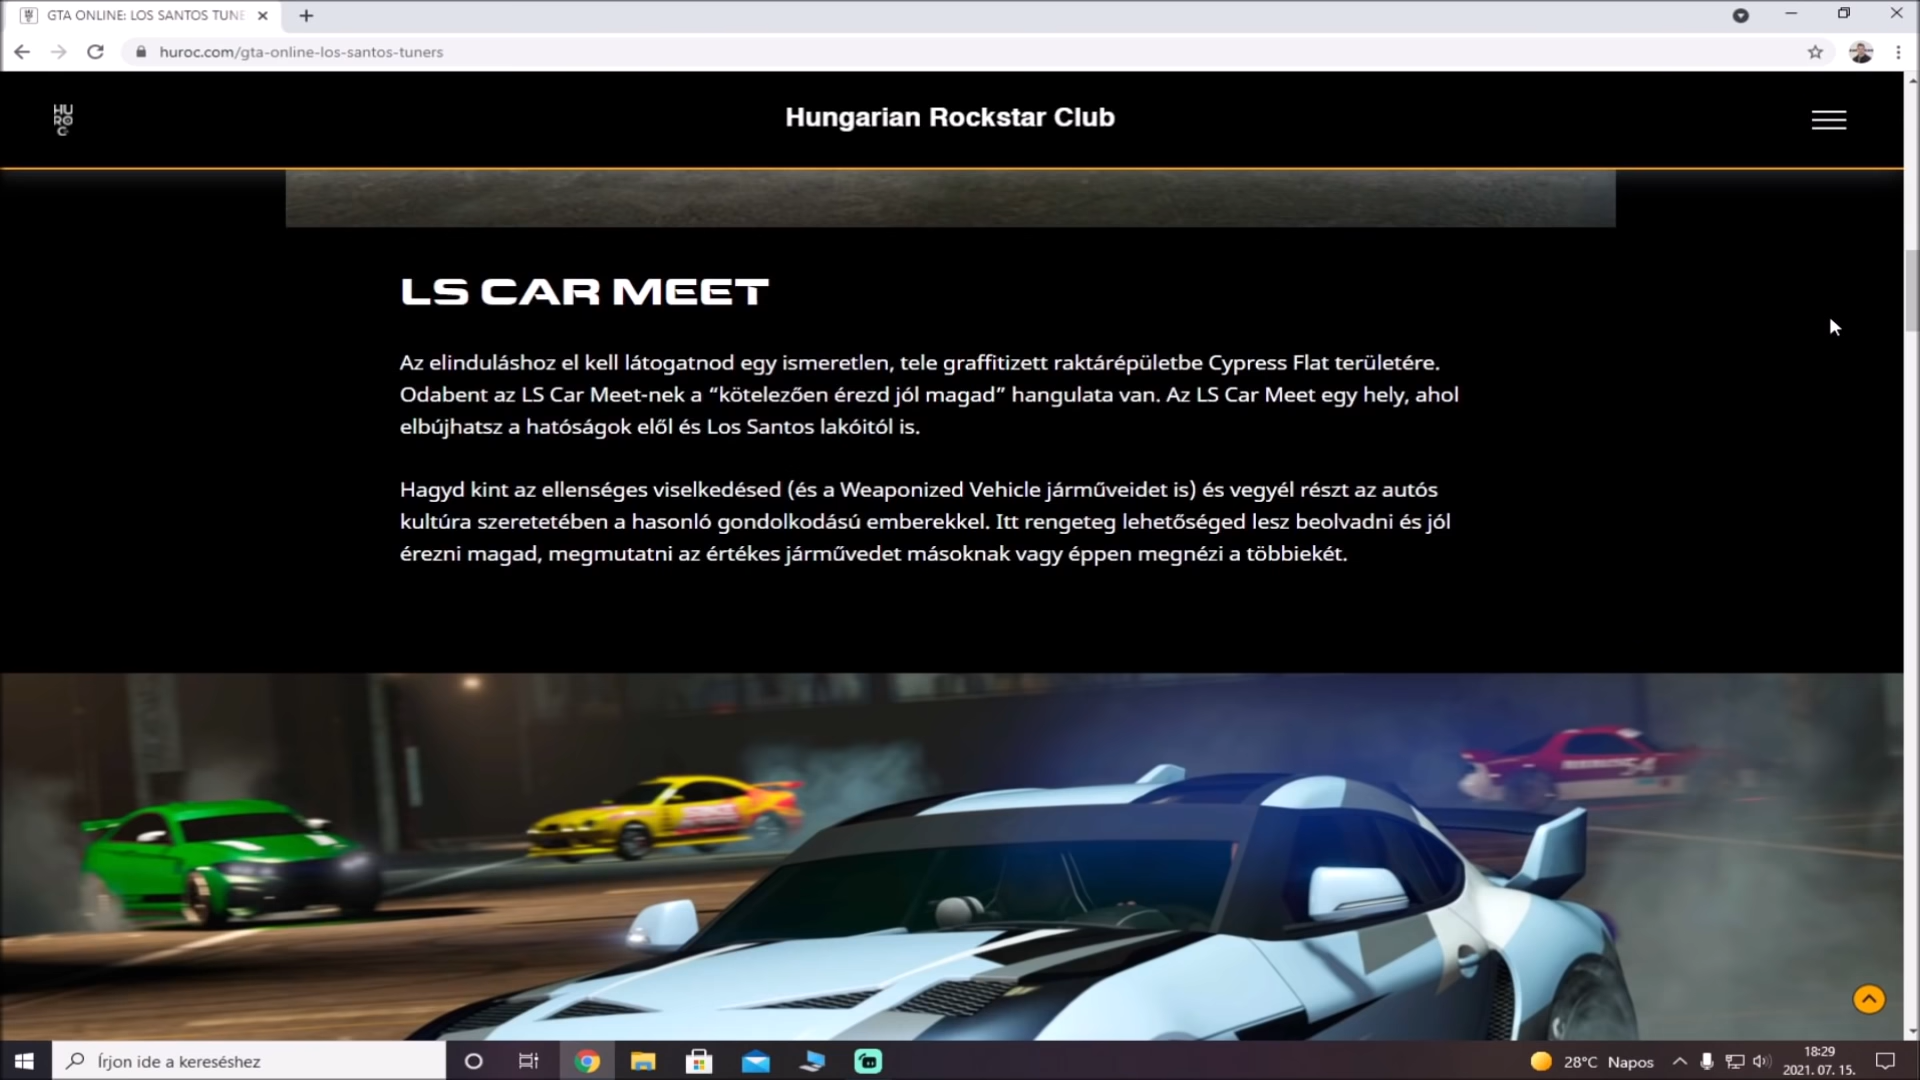 GTA ONLINE: LOS SANTOS TUNE
huroc.com/gta-online-los-santos-tuners
HU
RO
C
Hungarian Rockstar Club
LS CAR MEET
Az elinduláshoz el kell látogatnod egy ismeretlen, tele graffitizett raktárépületbe Cypress Flat területére.
Odabent az LS Car Meet-nek a “kötelezően érezd jól magad” hangulata van. Az LS Car Meet egy hely, ahol
elbújhatsz a hatóságok elől és Los Santos lakóitól is.
Hagyd kint az ellenséges viselkedésed (és a Weaponized Vehicle járműveidet is) és vegyél részt az autós
kultúra szeretetében a hasonló gondolkodású emberekkel. Itt rengeteg lehetőséged lesz beolvadni és jól
érezni magad, megmutatni az értékes járművedet másoknak vagy éppen megnézi a többiekét.
Írjon ide a kereséshez
28°C Napos
18:29
2021. 07. 15.